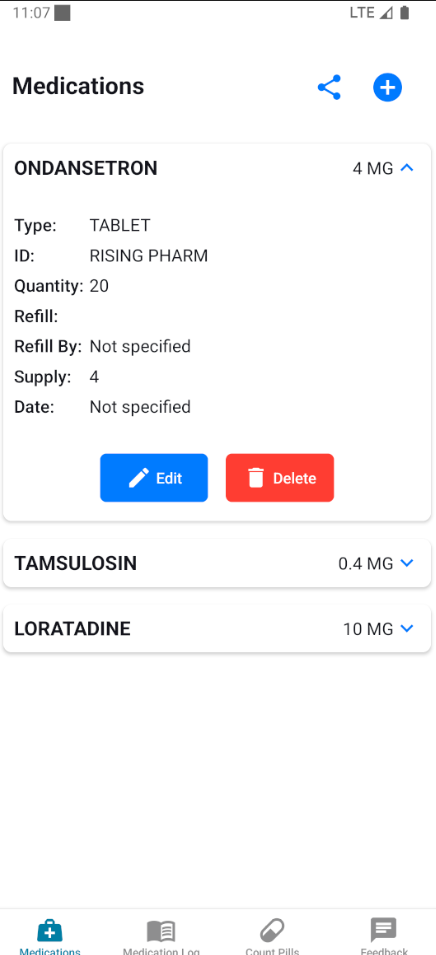 11:07 LTE
Medications
ONDANSETRON 4 MG
Type: TABLET
ID: RISING PHARM
Quantity: 20
Refill:
Refill By: Not specified
Supply: 4
Date: Not specified
Edit Delete
TAMSULOSIN 0.4 MG
LORATADINE 10 MG
Medications Medication Log Count Pills Feedback